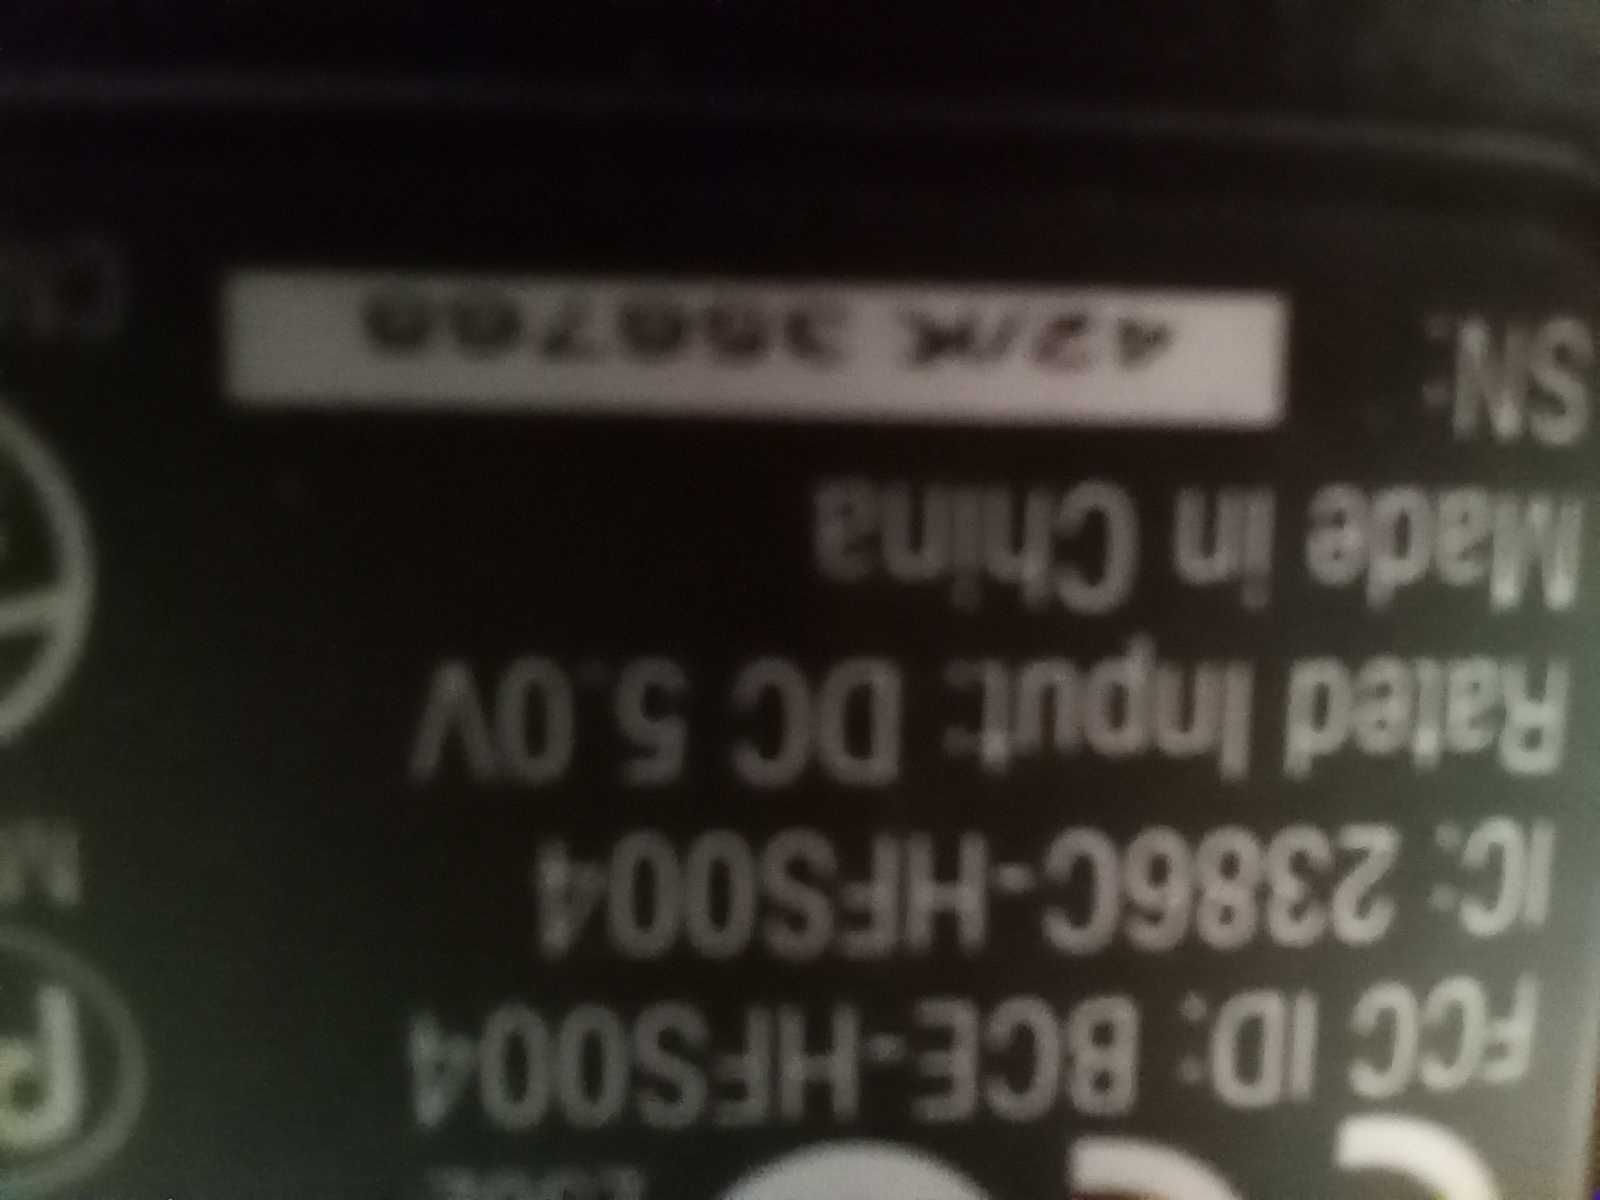 FCC ID: BCE-HFS004
IC: 2386C-HFS004
Rated Input: DC 5.0V
Made in China
SN: